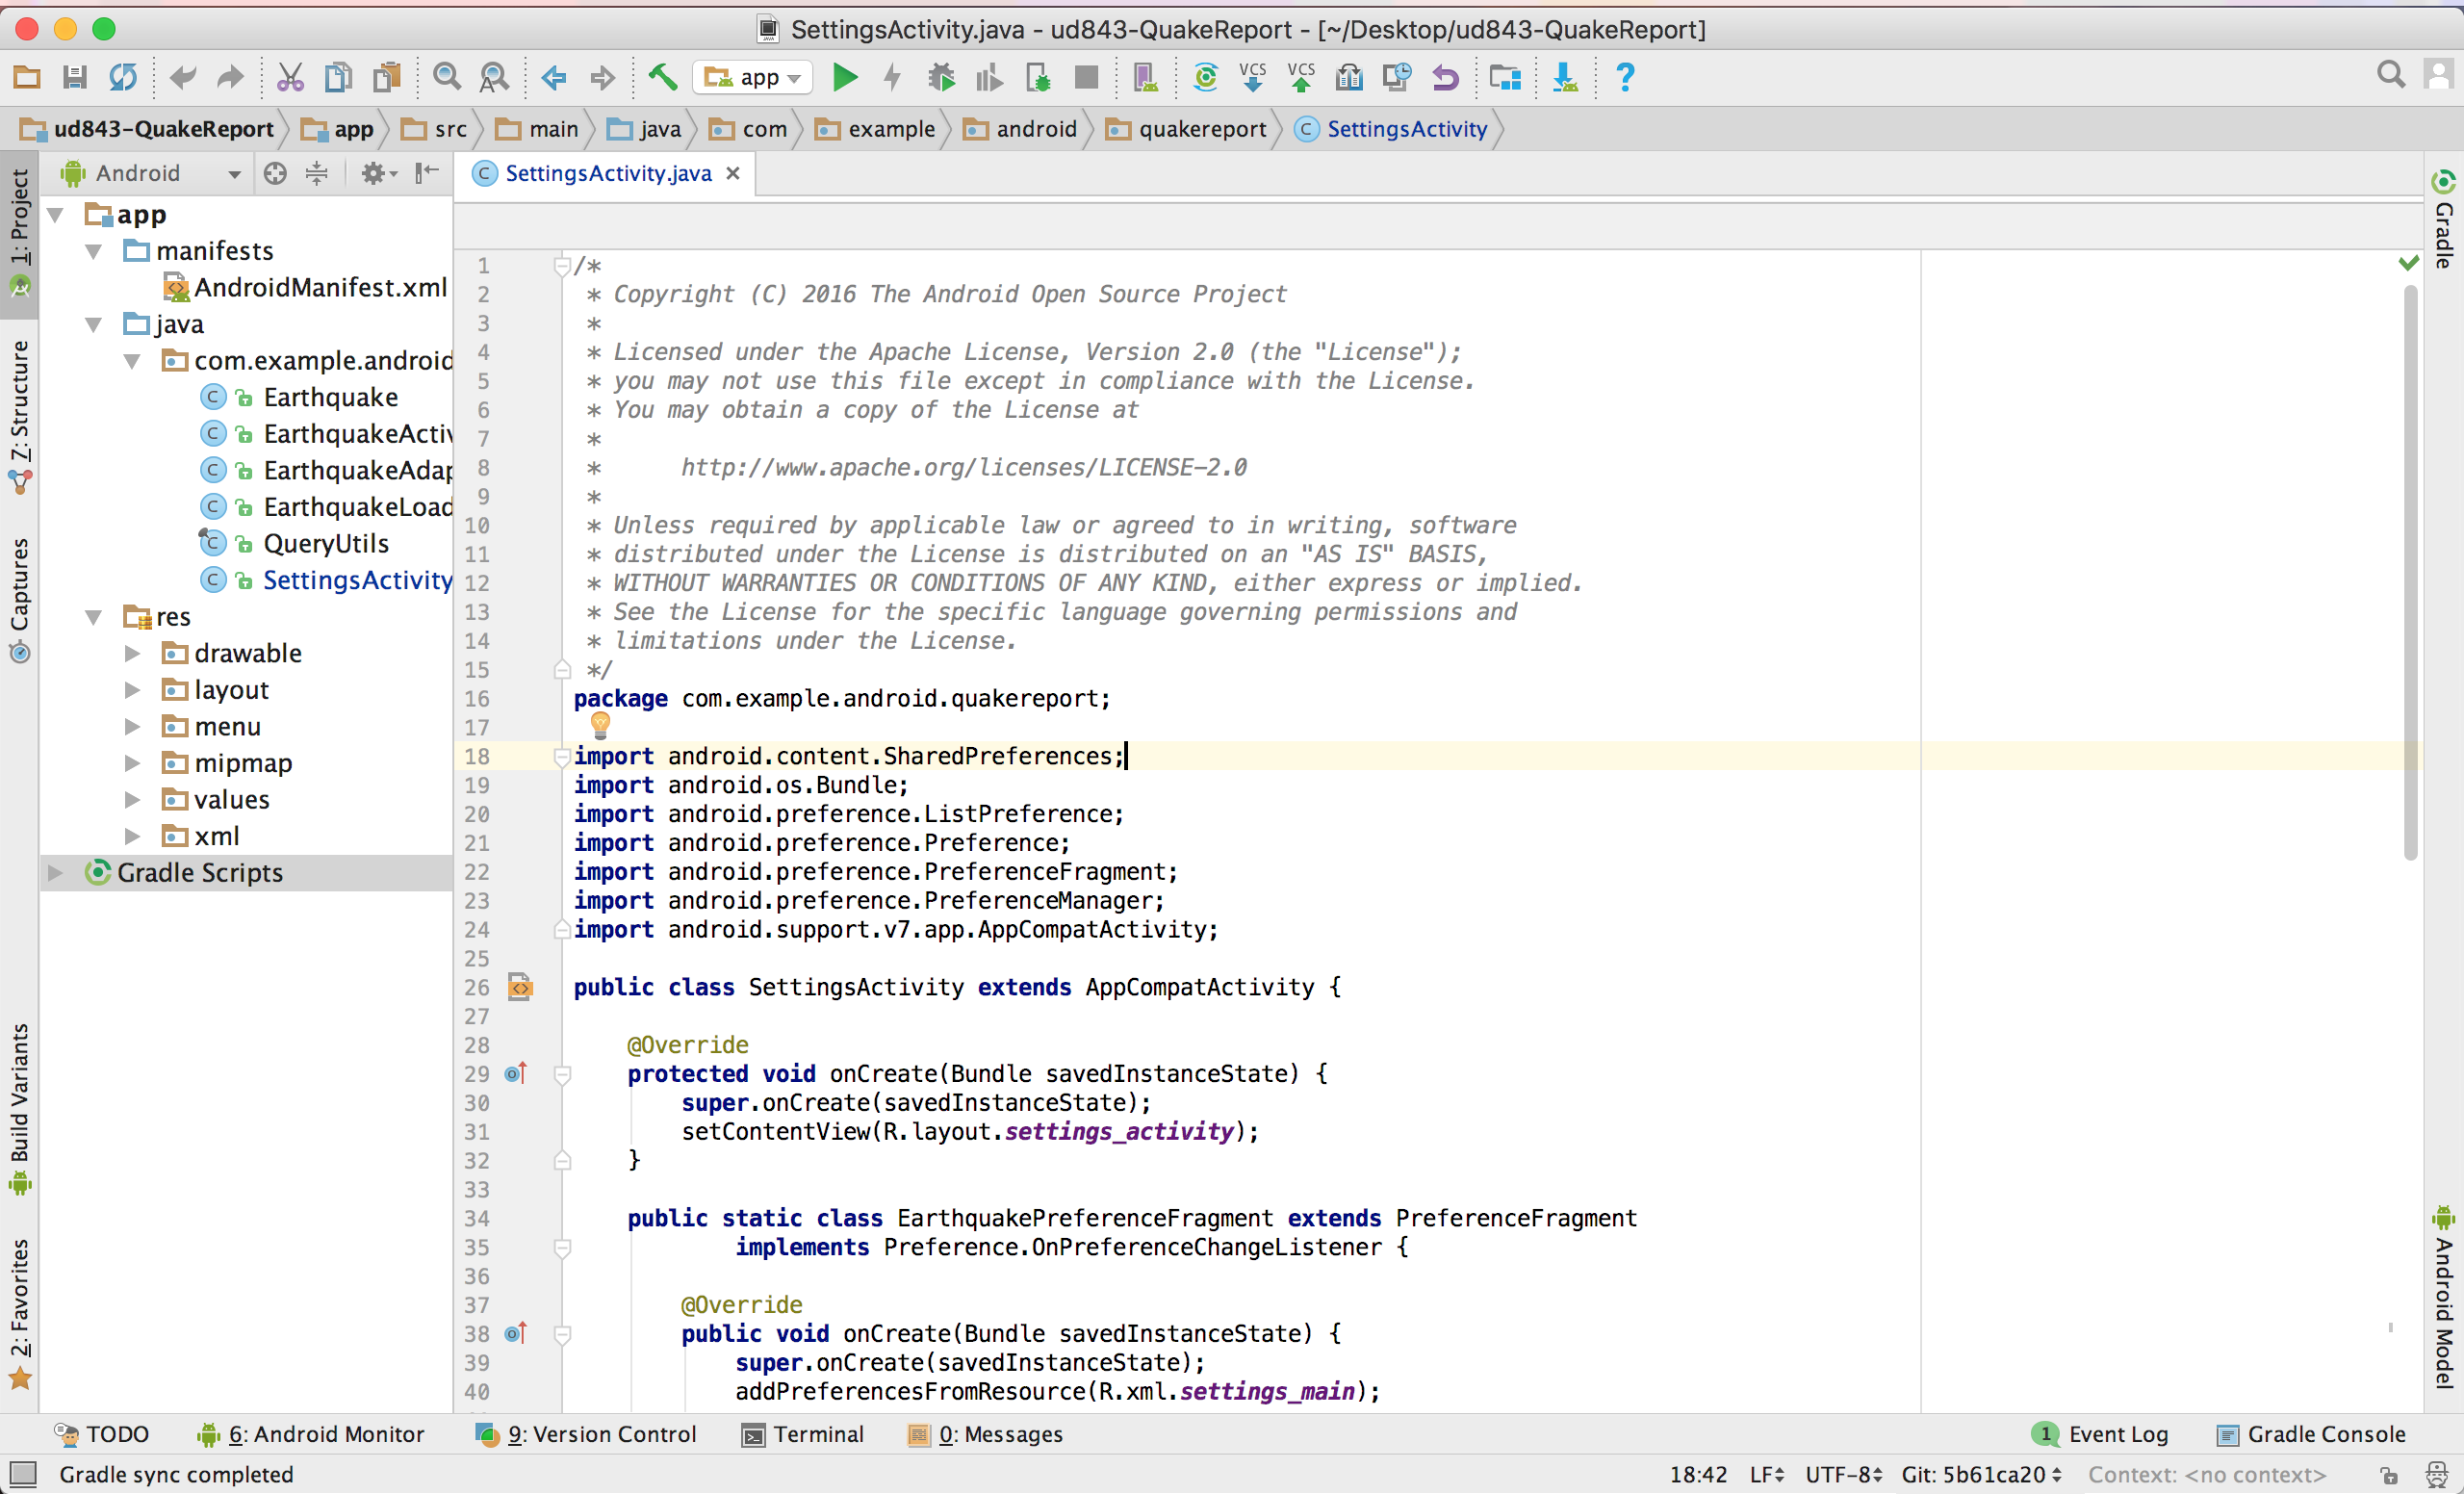 SettingsActivity.java - ud843-QuakeReport - [~/Desktop/ud843-QuakeReport]
app
VCS
VCS
?
ud843-QuakeReport app src main java com example android quakereport SettingsActivity
1: Project
7: Structure
Captures
Build Variants
2: Favorites
Android
app
manifests
AndroidManifest.xml
java
com.example.android
Earthquake
EarthquakeActiv
EarthquakeAdap
EarthquakeLoad
QueryUtils
SettingsActivity
res
drawable
layout
menu
mipmap
values
xml
Gradle Scripts
SettingsActivity.java
1 /*
2 * Copyright (C) 2016 The Android Open Source Project
3 *
4 * Licensed under the Apache License, Version 2.0 (the "License");
5 * you may not use this file except in compliance with the License.
6 * You may obtain a copy of the License at
7 *
8 * http://www.apache.org/licenses/LICENSE-2.0
9 *
10 * Unless required by applicable law or agreed to in writing, software
11 * distributed under the License is distributed on an "AS IS" BASIS,
12 * WITHOUT WARRANTIES OR CONDITIONS OF ANY KIND, either express or implied.
13 * See the License for the specific language governing permissions and
14 * limitations under the License.
15 */
16 package com.example.android.quakereport;
17
18 import android.content.SharedPreferences;
19 import android.os.Bundle;
20 import android.preference.ListPreference;
21 import android.preference.Preference;
22 import android.preference.PreferenceFragment;
23 import android.preference.PreferenceManager;
24 import android.support.v7.app.AppCompatActivity;
25
26 public class SettingsActivity extends AppCompatActivity {
27
28 @Override
29 protected void onCreate(Bundle savedInstanceState) {
30 super.onCreate(savedInstanceState);
31 setContentView(R.layout.settings_activity);
32 }
33
34 public static class EarthquakePreferenceFragment extends PreferenceFragment
35 implements Preference.OnPreferenceChangeListener {
36
37 @Override
38 public void onCreate(Bundle savedInstanceState) {
39 super.onCreate(savedInstanceState);
40 addPreferencesFromResource(R.xml.settings_main);
Gradle
Android Model
TODO 6: Android Monitor 9: Version Control Terminal 0: Messages 1 Event Log Gradle Console
Gradle sync completed 18:42 LF UTF-8 Git: 5b61ca20 Context: <no context>